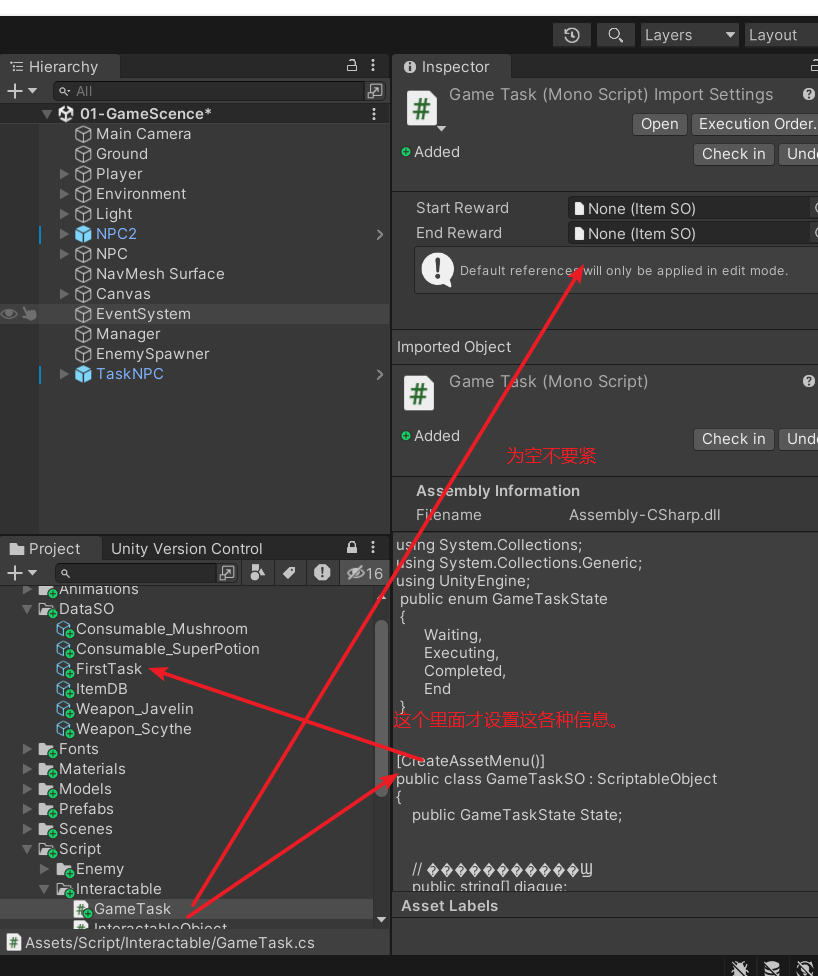 Layers
Layout
Hierarchy
All
01-GameScence*
Main Camera
Ground
Player
Environment
Light
NPC2
NPC
NavMesh Surface
Canvas
EventSystem
Manager
EnemySpawner
TaskNPC
Inspector
Game Task (Mono Script) Import Settings
Open
Execution Order.
Added
Check in
Undo
Start Reward
None (Item SO)
End Reward
None (Item SO)
Default references will only be applied in edit mode.
Imported Object
Game Task (Mono Script)
Added
Check in
为空不要紧
Assembly Information
Filename
Assembly-CSharp.dll
using System.Collections;
using System.Collections.Generic;
using UnityEngine;
public enum GameTaskState
{
Waiting,
Executing,
Completed,
End
}
这个里面才设置这各种信息。
[CreateAssetMenu()]
public class GameTaskSO : ScriptableObject
{
public GameTaskState State;
//
public string[] diague;
Asset Labels
Project
Unity Version Control
16
Animations
DataSO
Consumable_Mushroom
Consumable_SuperPotion
FirstTask
ItemDB
Weapon_Javelin
Weapon_Scythe
Fonts
Materials
Models
Prefabs
Scenes
Script
Enemy
Interactable
GameTask
InteractableObject
Assets/Script/Interactable/GameTask.cs